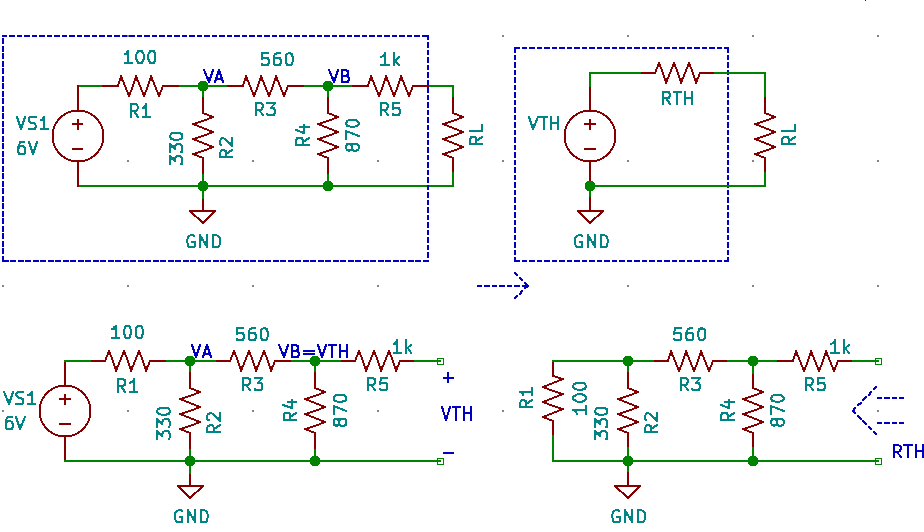 100
560
1k
VA
VB
R1
R3
R5
VS1
6V
330
R2
R4
870
RL
GND
RTH
VTH
RL
GND
100
560
1k
VA
VB=VTH
R1
R3
R5
VS1
6V
330
R2
R4
870
+
VTH
−
GND
560
1k
R3
R5
R1
100
330
R2
R4
870
RTH
GND